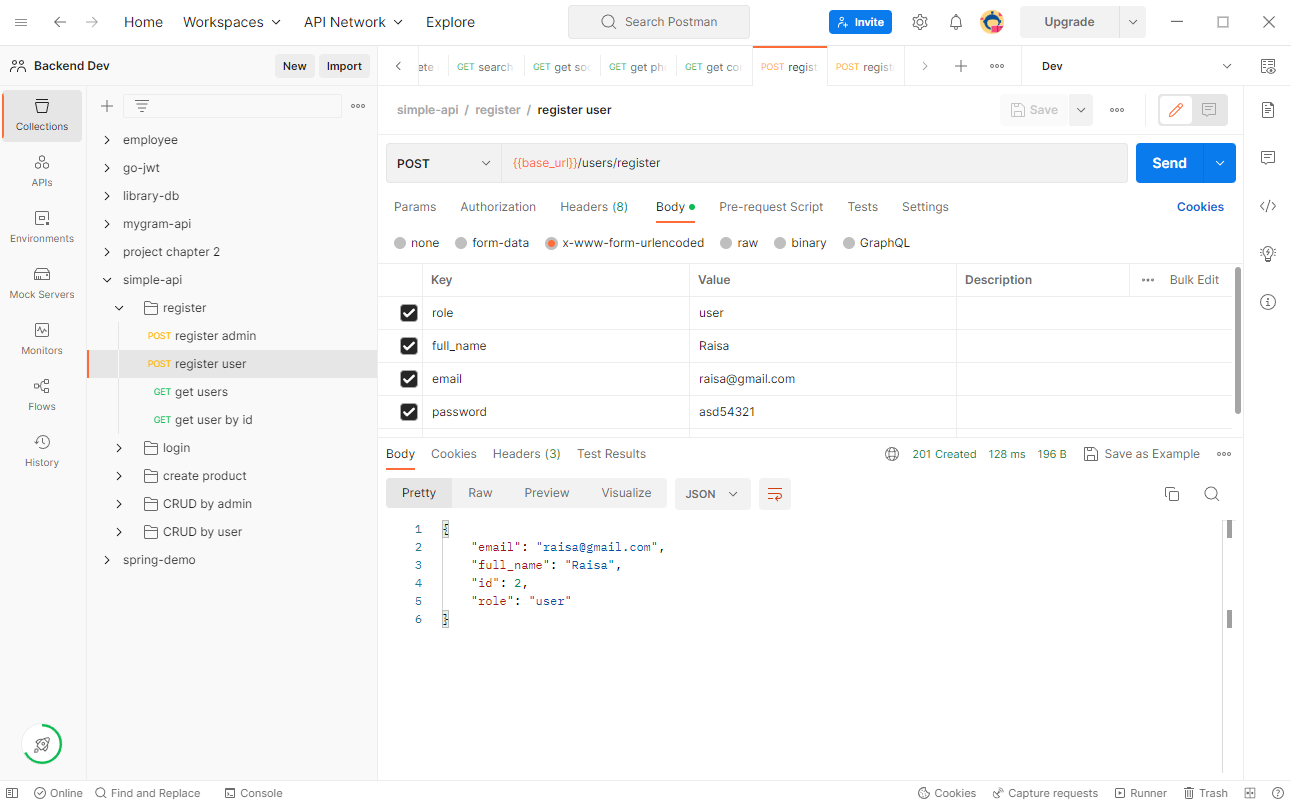 Home Workspaces API Network Explore Search Postman Invite Upgrade
Backend Dev New Import
ete GET search GET get so GET get ph GET get co POST regist POST registe Dev
Collections
APIs
Environments
Mock Servers
Monitors
Flows
History
employee
go-jwt
library-db
mygram-api
project chapter 2
simple-api
register
POST register admin
POST register user
GET get users
GET get user by id
login
create product
CRUD by admin
CRUD by user
spring-demo
simple-api / register / register user Save
POST {{base_url}}/users/register Send
Params Authorization Headers (8) Body Pre-request Script Tests Settings Cookies
none form-data x-www-form-urlencoded raw binary GraphQL
Key Value Description Bulk Edit
role user
full_name Raisa
email raisa@gmail.com
password asd54321
Body Cookies Headers (3) Test Results 201 Created 128 ms 196 B Save as Example
Pretty Raw Preview Visualize JSON
1 {
2 "email": "raisa@gmail.com",
3 "full_name": "Raisa",
4 "id": 2,
5 "role": "user"
6 }
Online Find and Replace Console Cookies Capture requests Runner Trash